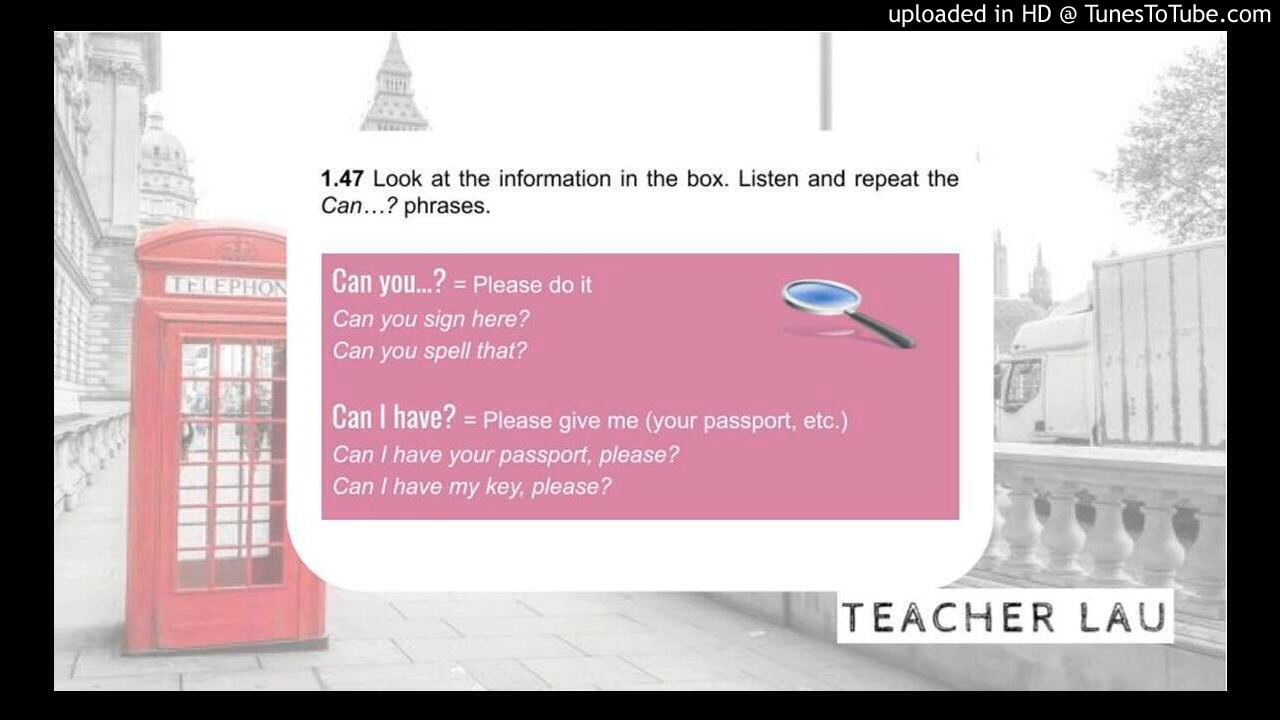 uploaded in HD @ TunesToTube.com
1.47 Look at the information in the box. Listen and repeat the
Can…? phrases.
TELEPHON
Can you…? = Please do it
Can you sign here?
Can you spell that?
Can I have? = Please give me (your passport, etc.)
Can I have your passport, please?
Can I have my key, please?
TEACHER LAU